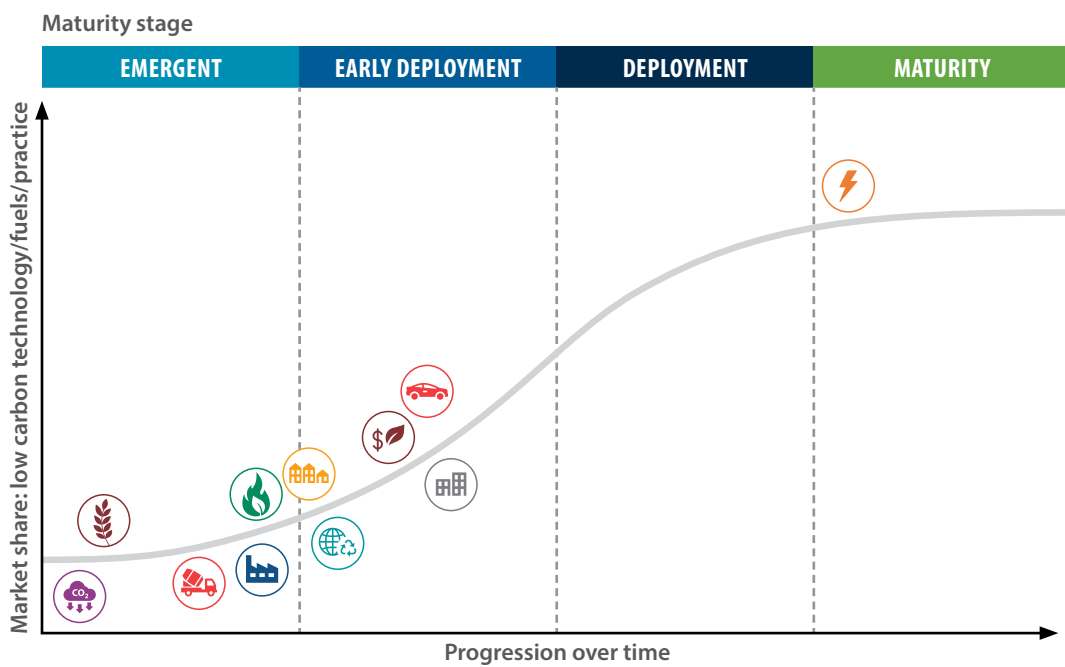 Maturity stage
EMERGENT
EARLY DEPLOYMENT
DEPLOYMENT
MATURITY
Market share: low carbon technology/fuels/practice
$
CO₂
Progression over time